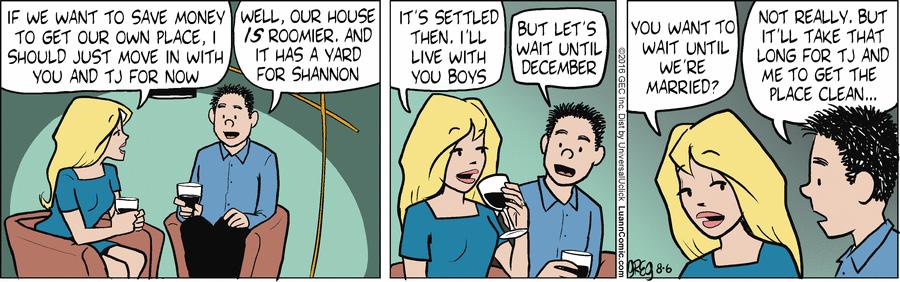 IF WE WANT TO SAVE MONEY
TO GET OUR OWN PLACE, I
SHOULD JUST MOVE IN WITH
YOU AND TJ FOR NOW
WELL, OUR HOUSE
IS ROOMIER. AND
IT HAS A YARD
FOR SHANNON
IT'S SETTLED
THEN. I'LL
LIVE WITH
YOU BOYS
BUT LET'S
WAIT UNTIL
DECEMBER
©2016 GEC Inc. Dist by UniversalUclick LuannComic.com
YOU WANT TO
WAIT UNTIL
WE'RE
MARRIED?
NOT REALLY. BUT
IT'LL TAKE THAT
LONG FOR TJ AND
ME TO GET THE
PLACE CLEAN...
GREG 8-6